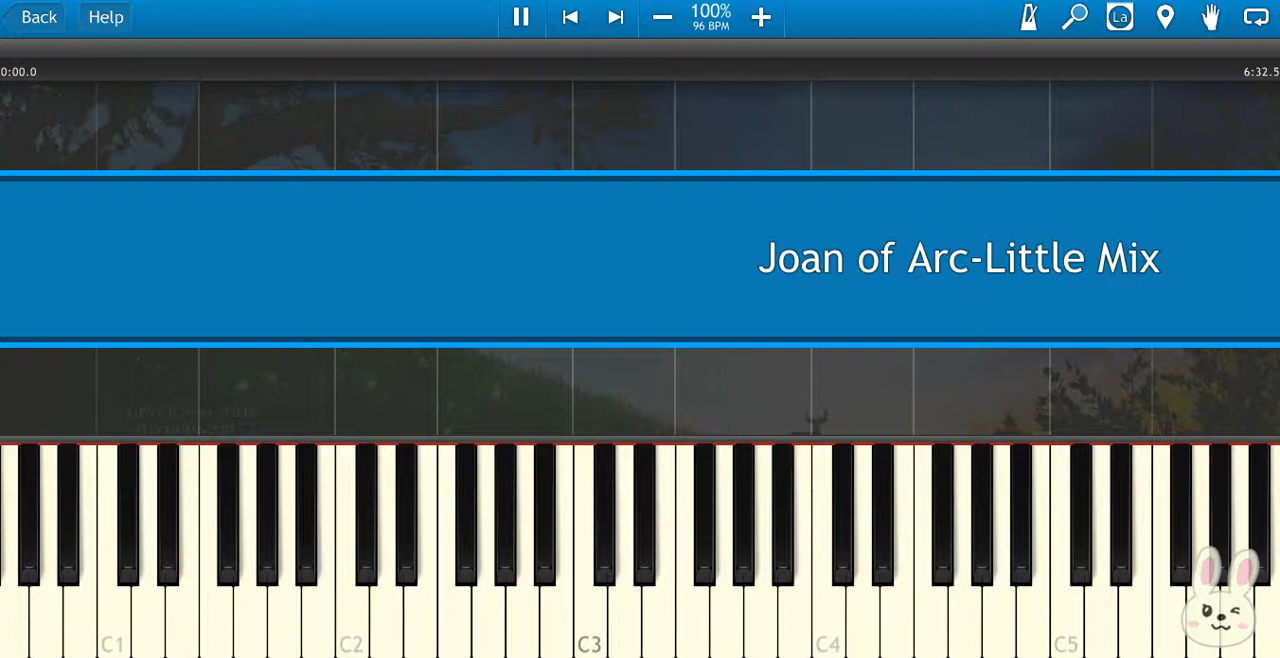 Back Help 100%
96 BPM
La
0:00.0 6:32.5
Joan of Arc-Little Mix
C1 C2 C3 C4 C5